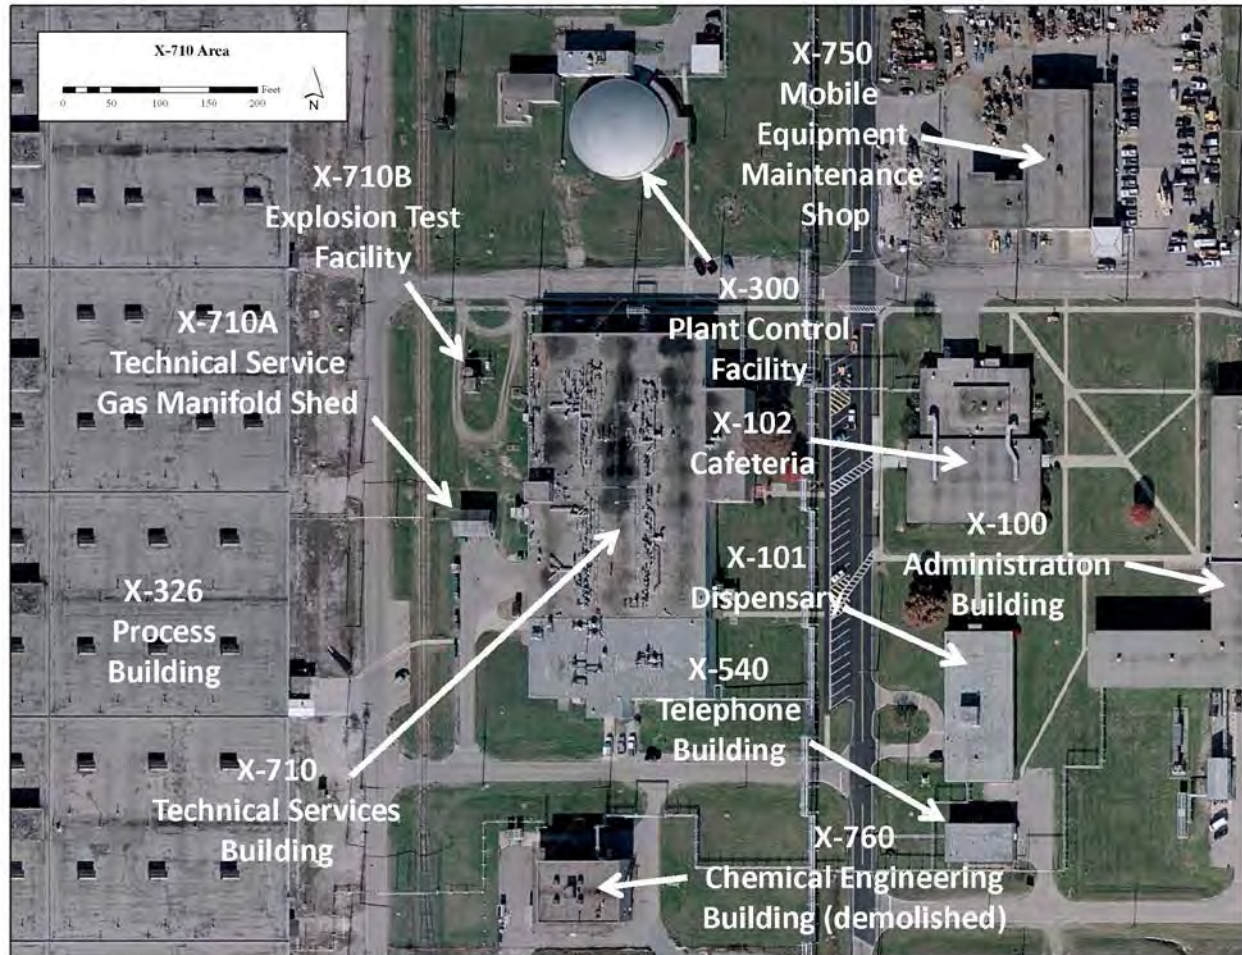 X-710 Area
Feet
0 50 100 150 200
N
X-750
Mobile
Equipment
Maintenance
Shop
X-710B
Explosion Test
Facility
X-300
Plant Control
Facility
X-710A
Technical Service
Gas Manifold Shed
X-102
Cafeteria
X-100
Administration
Building
X-101
Dispensary
X-326
Process
Building
X-540
Telephone
Building
X-710
Technical Services
Building
X-760
Chemical Engineering
Building (demolished)